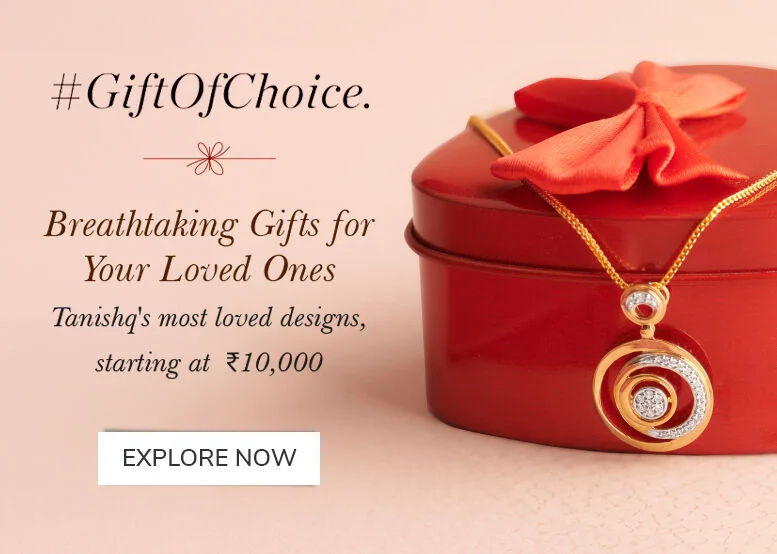 #GiftOfChoice.
Breathtaking Gifts for
Your Loved Ones
Tanishq's most loved designs,
starting at ₹10,000
EXPLORE NOW